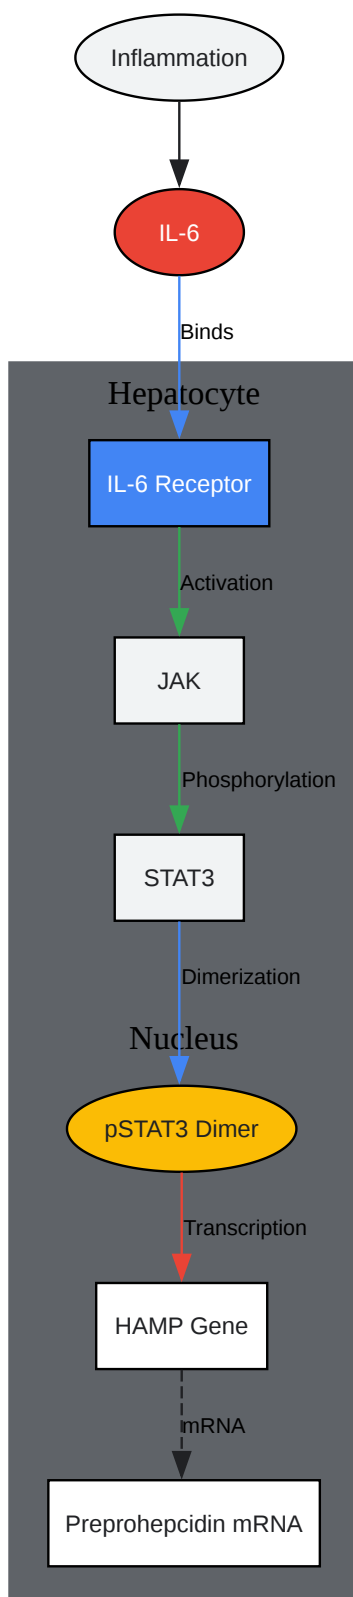 Inflammation
IL-6
Binds
Hepatocyte
IL-6 Receptor
Activation
JAK
Phosphorylation
STAT3
Dimerization
Nucleus
pSTAT3 Dimer
Transcription
HAMP Gene
mRNA
Preprohepcidin mRNA